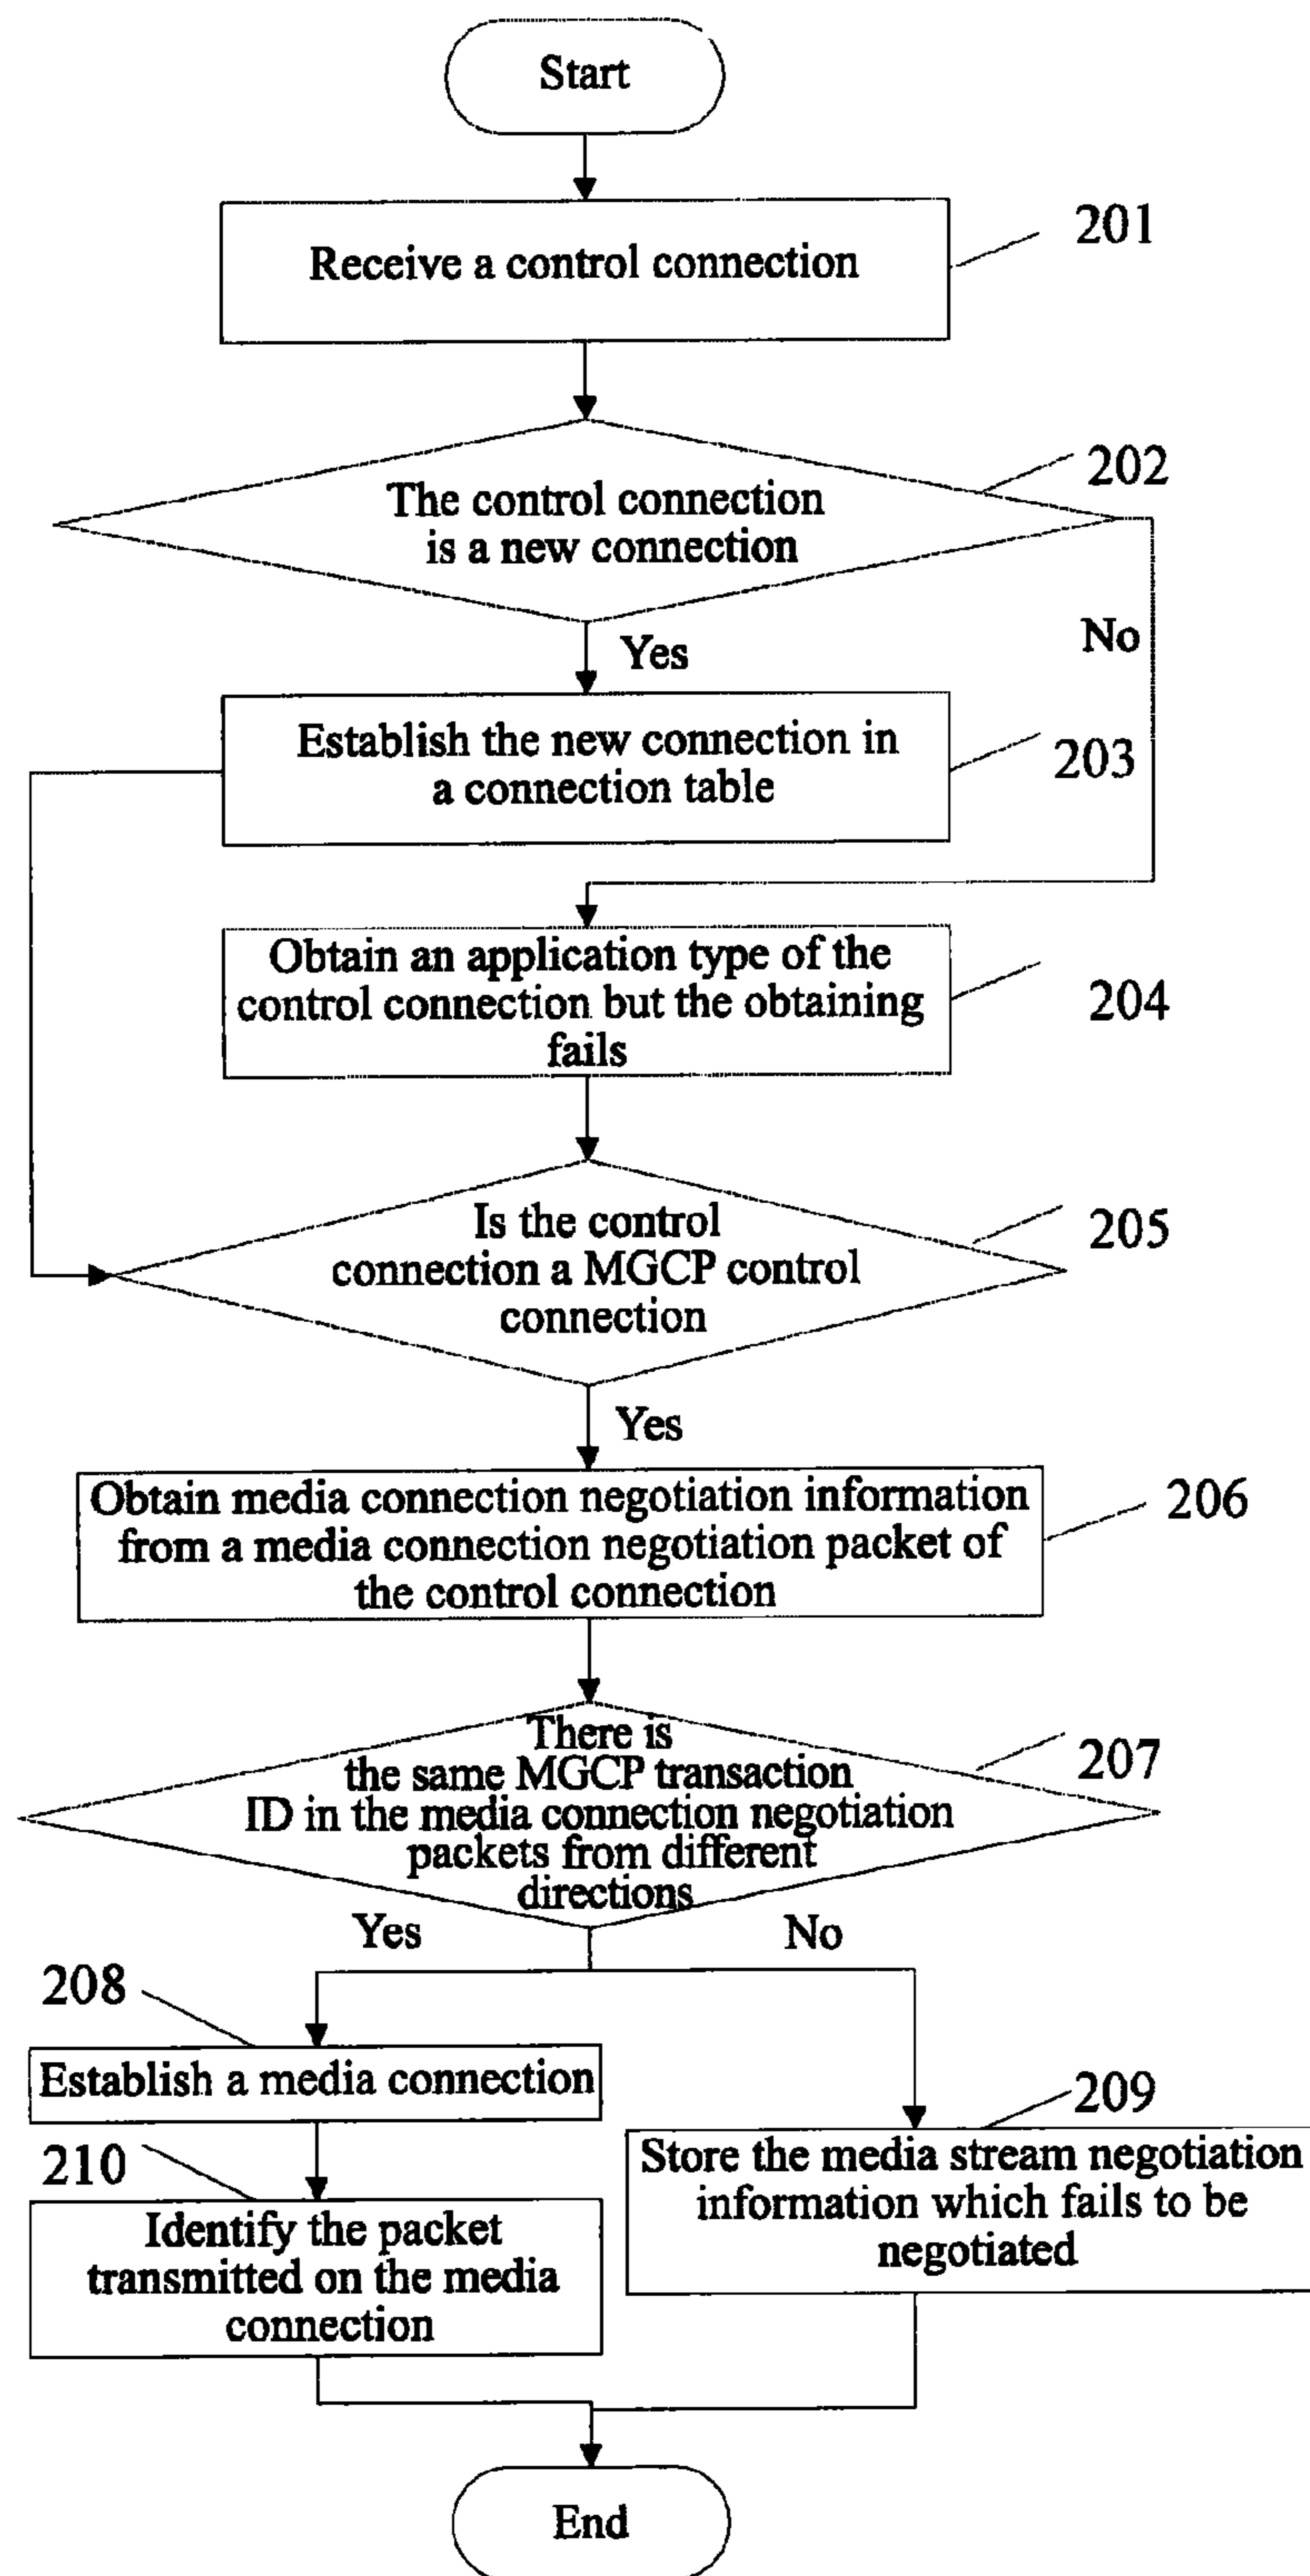 Start
Receive a control connection
201
The control connection
is a new connection
202
Yes
No
Establish the new connection in
a connection table
203
Obtain an application type of the
control connection but the obtaining
fails
204
Is the control
connection a MGCP control
connection
205
Yes
Obtain media connection negotiation information
from a media connection negotiation packet of
the control connection
206
There is
the same MGCP transaction
ID in the media connection negotiation
packets from different
directions
207
Yes
No
208
Establish a media connection
209
Store the media stream negotiation
information which fails to be
negotiated
210
Identify the packet
transmitted on the media
connection
End